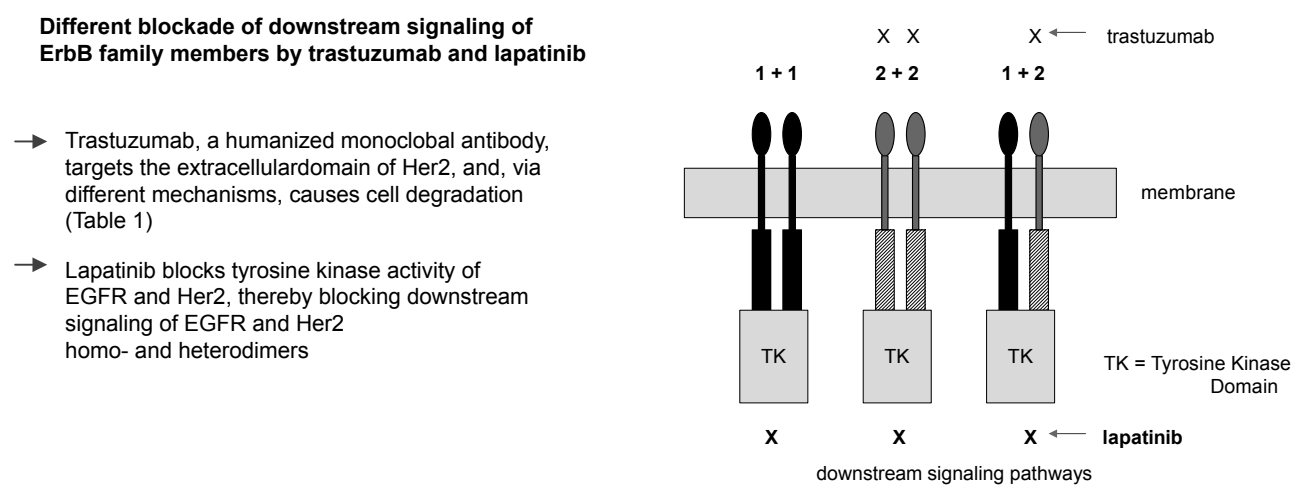 Different blockade of downstream signaling of
ErbB family members by trastuzumab and lapatinib
Trastuzumab, a humanized monoclobal antibody,
targets the extracellulardomain of Her2, and, via
different mechanisms, causes cell degradation
(Table 1)
Lapatinib blocks tyrosine kinase activity of
EGFR and Her2, thereby blocking downstream
signaling of EGFR and Her2
homo- and heterodimers
X X X trastuzumab
1 + 1 2 + 2 1 + 2
membrane
TK TK TK
TK = Tyrosine Kinase
Domain
X X X lapatinib
downstream signaling pathways